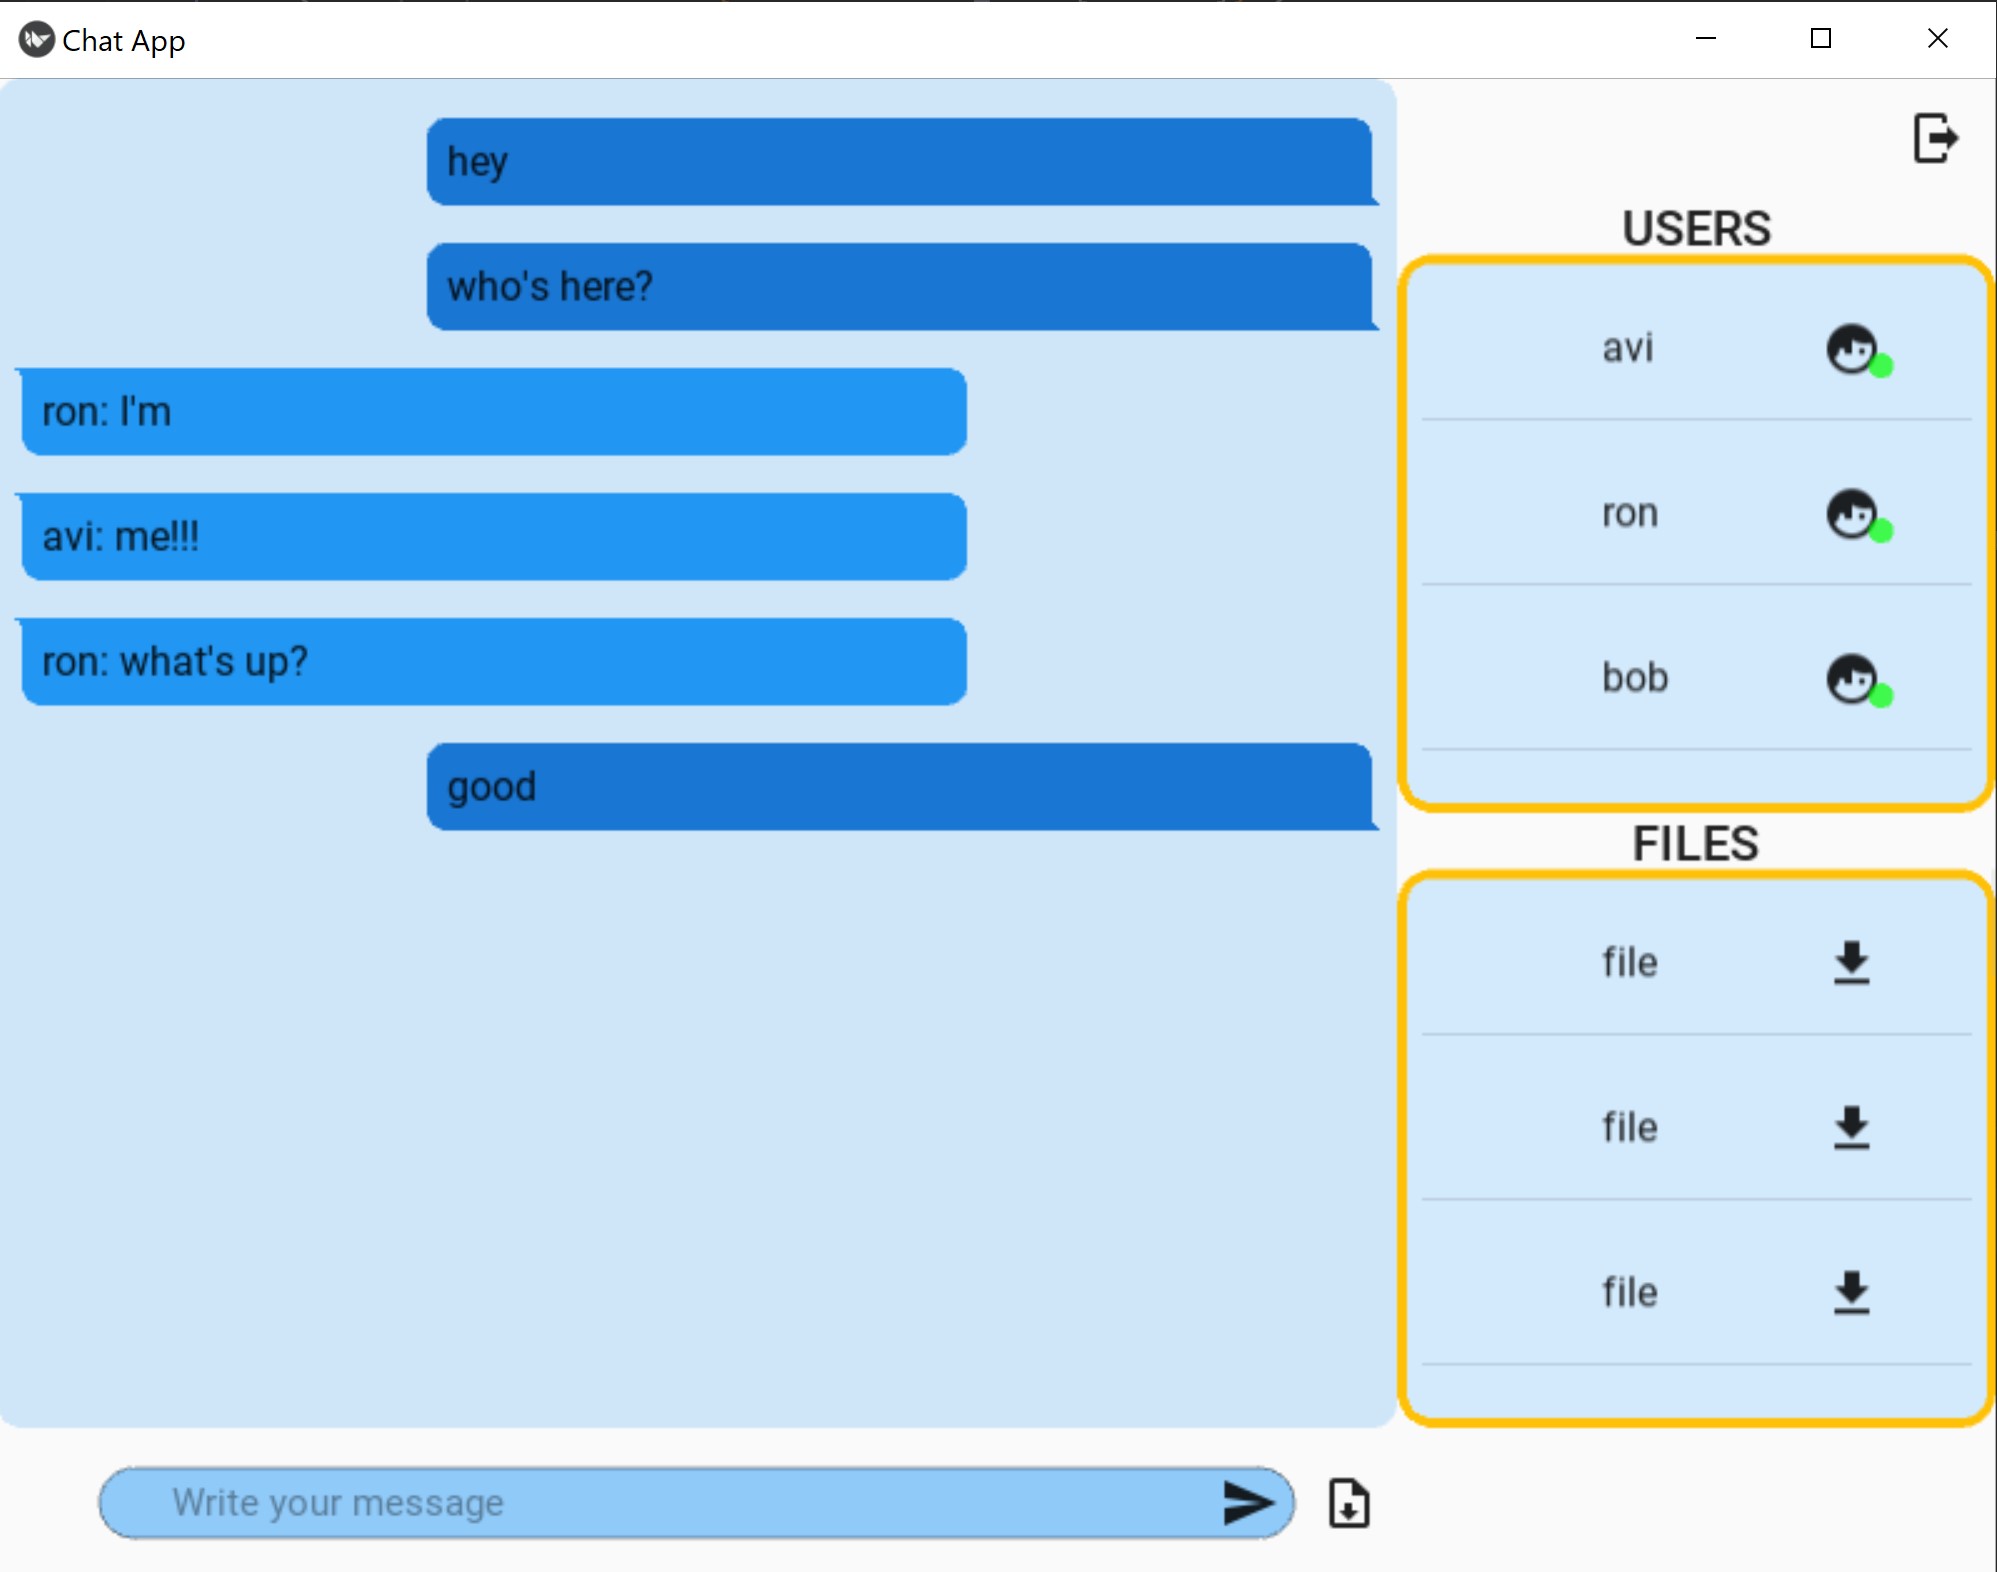 Chat App
hey
who's here?
ron: I'm
avi: me!!!
ron: what's up?
good
Write your message
USERS
avi
ron
bob
FILES
file
file
file